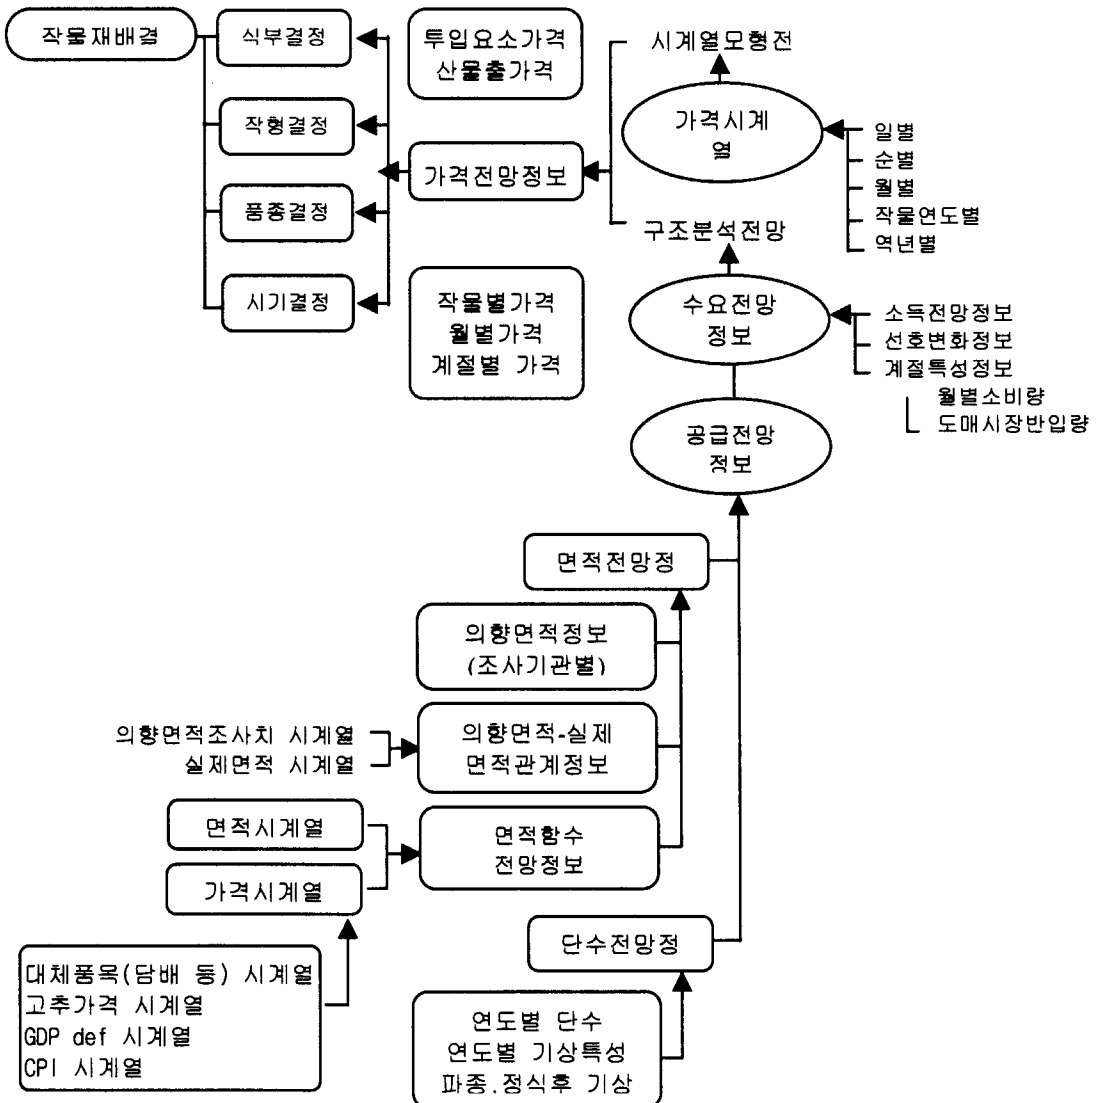 작물재배결
식부결정
작형결정
품종결정
시기결정
투입요소가격
산물출가격
가격전망정보
작물별가격
월별가격
계절별 가격
시계열모형전
가격시계
열
일별
순별
월별
작물연도별
역년별
구조분석전망
수요전망
정보
소득전망정보
선호변화정보
계절특성정보
월별소비량
도매시장반입량
공급전망
정보
면적전망정
의향면적정보
(조사기관별)
의향면적조사치 시계열
실제면적 시계열
의향면적-실제
면적관계정보
면적시계열
가격시계열
면적함수
전망정보
대체품목(담배 등) 시계열
고추가격 시계열
GDP def 시계열
CPI 시계열
단수전망정
연도별 단수
연도별 기상특성
파종.정식후 기상